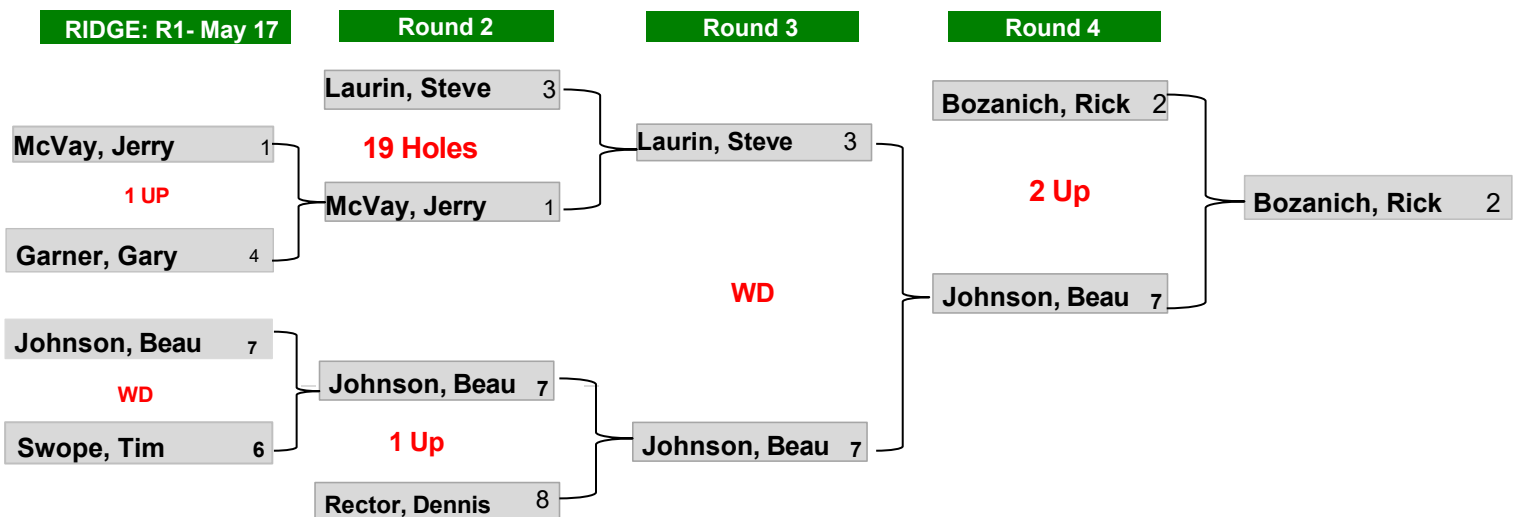 RIDGE: R1- May 17
Round 2
Round 3
Round 4
Laurin, Steve 3
Bozanich, Rick 2
McVay, Jerry 1
19 Holes
Laurin, Steve 3
1 UP
McVay, Jerry 1
2 Up
Bozanich, Rick 2
Garner, Gary 4
WD
Johnson, Beau 7
Johnson, Beau 7
WD
Johnson, Beau 7
Swope, Tim 6
1 Up
Johnson, Beau 7
Rector, Dennis 8